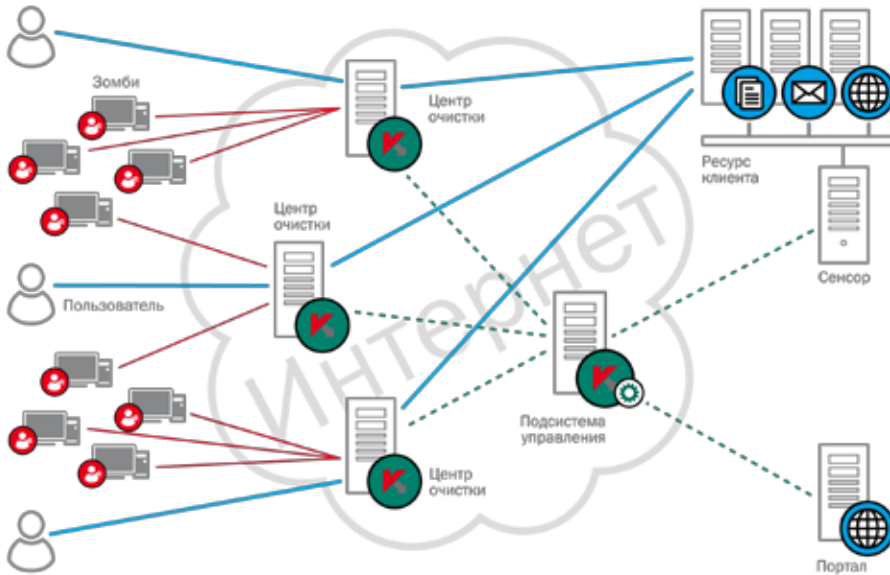 Зомби
Центр
очистки
Ресурс
клиента
Центр
очистки
Интернет
Сенсор
Пользователь
Подсистема
управления
Центр
очистки
Портал